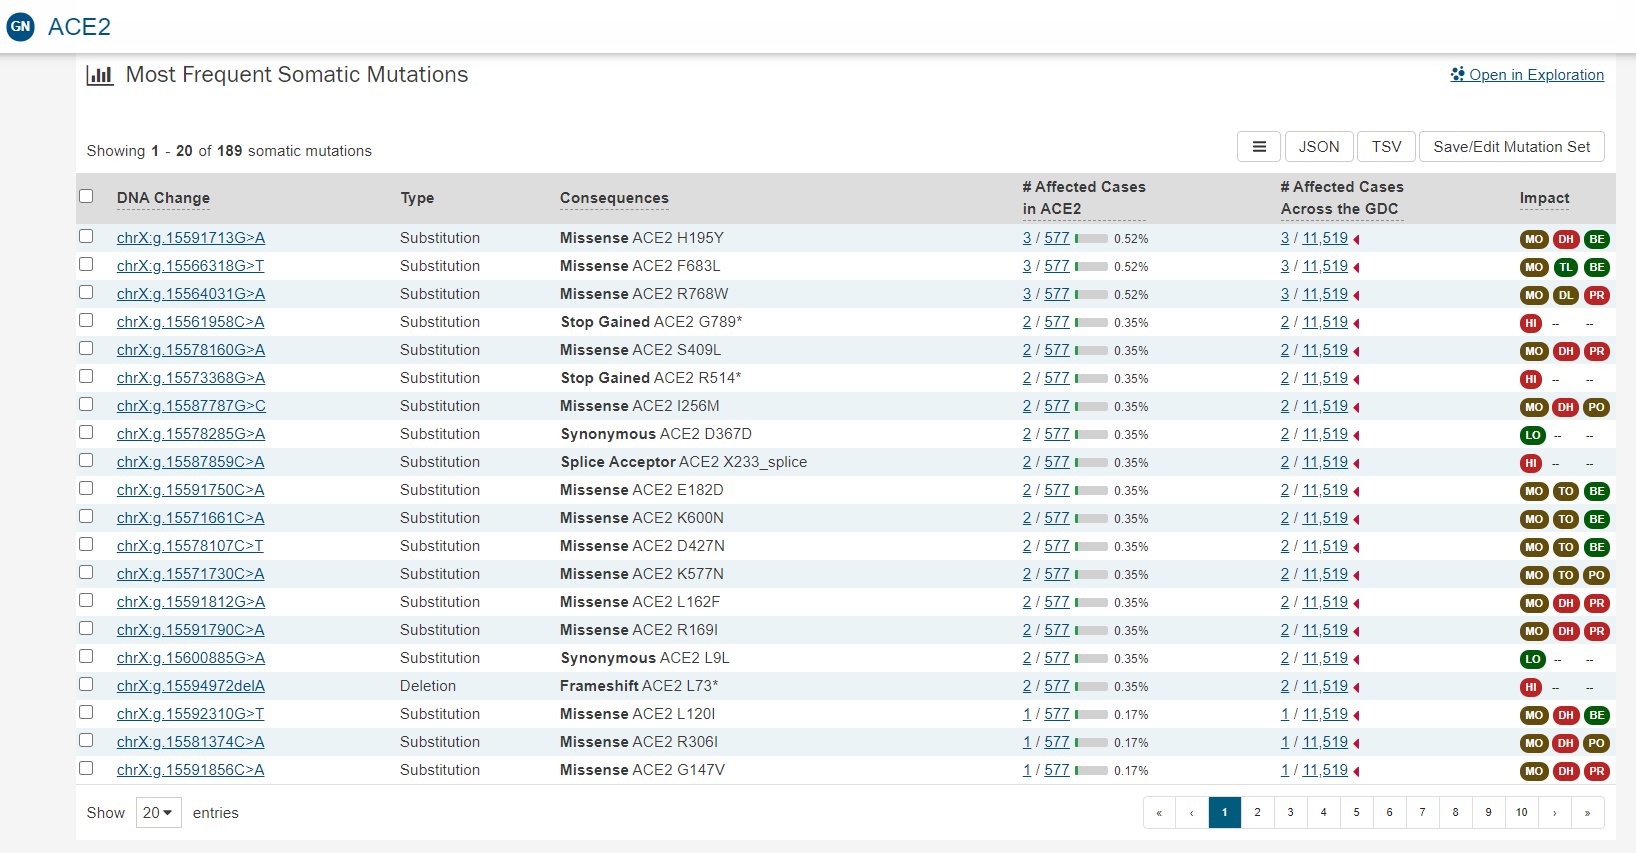 GN ACE2
Most Frequent Somatic Mutations
Open in Exploration
Showing 1 - 20 of 189 somatic mutations
JSON TSV Save/Edit Mutation Set
DNA Change Type Consequences # Affected Cases in ACE2 # Affected Cases Across the GDC Impact
chrX:g.15591713G>A Substitution Missense ACE2 H195Y 3 / 577 0.52% 3 / 11,519 MO DH BE
chrX:g.15566318G>T Substitution Missense ACE2 F683L 3 / 577 0.52% 3 / 11,519 MO TL BE
chrX:g.15564031G>A Substitution Missense ACE2 R768W 3 / 577 0.52% 3 / 11,519 MO DL PR
chrX:g.15561958C>A Substitution Stop Gained ACE2 G789* 2 / 577 0.35% 2 / 11,519 HI -- --
chrX:g.15578160G>A Substitution Missense ACE2 S409L 2 / 577 0.35% 2 / 11,519 MO DH PR
chrX:g.15573368G>A Substitution Stop Gained ACE2 R514* 2 / 577 0.35% 2 / 11,519 HI -- --
chrX:g.15587787G>C Substitution Missense ACE2 I256M 2 / 577 0.35% 2 / 11,519 MO DH PO
chrX:g.15578285G>A Substitution Synonymous ACE2 D367D 2 / 577 0.35% 2 / 11,519 LO -- --
chrX:g.15587859C>A Substitution Splice Acceptor ACE2 X233_splice 2 / 577 0.35% 2 / 11,519 HI -- --
chrX:g.15591750C>A Substitution Missense ACE2 E182D 2 / 577 0.35% 2 / 11,519 MO TO BE
chrX:g.15571661C>A Substitution Missense ACE2 K600N 2 / 577 0.35% 2 / 11,519 MO TO BE
chrX:g.15578107C>T Substitution Missense ACE2 D427N 2 / 577 0.35% 2 / 11,519 MO TO BE
chrX:g.15571730C>A Substitution Missense ACE2 K577N 2 / 577 0.35% 2 / 11,519 MO TO PO
chrX:g.15591812G>A Substitution Missense ACE2 L162F 2 / 577 0.35% 2 / 11,519 MO DH PR
chrX:g.15591790C>A Substitution Missense ACE2 R169I 2 / 577 0.35% 2 / 11,519 MO DH PR
chrX:g.15600885G>A Substitution Synonymous ACE2 L9L 2 / 577 0.35% 2 / 11,519 LO -- --
chrX:g.15594972delA Deletion Frameshift ACE2 L73* 2 / 577 0.35% 2 / 11,519 HI -- --
chrX:g.15592310G>T Substitution Missense ACE2 L120I 1 / 577 0.17% 1 / 11,519 MO DH BE
chrX:g.15581374C>A Substitution Missense ACE2 R306I 1 / 577 0.17% 1 / 11,519 MO DH PO
chrX:g.15591856C>A Substitution Missense ACE2 G147V 1 / 577 0.17% 1 / 11,519 MO DH PR
Show 20 entries
« ‹ 1 2 3 4 5 6 7 8 9 10 › »